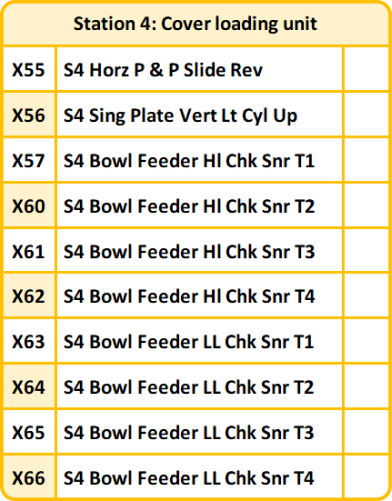 Station 4: Cover loading unit
X55 S4 Horz P & P Slide Rev
X56 S4 Sing Plate Vert Lt Cyl Up
X57 S4 Bowl Feeder Hl Chk Snr T1
X60 S4 Bowl Feeder Hl Chk Snr T2
X61 S4 Bowl Feeder Hl Chk Snr T3
X62 S4 Bowl Feeder Hl Chk Snr T4
X63 S4 Bowl Feeder LL Chk Snr T1
X64 S4 Bowl Feeder LL Chk Snr T2
X65 S4 Bowl Feeder LL Chk Snr T3
X66 S4 Bowl Feeder LL Chk Snr T4